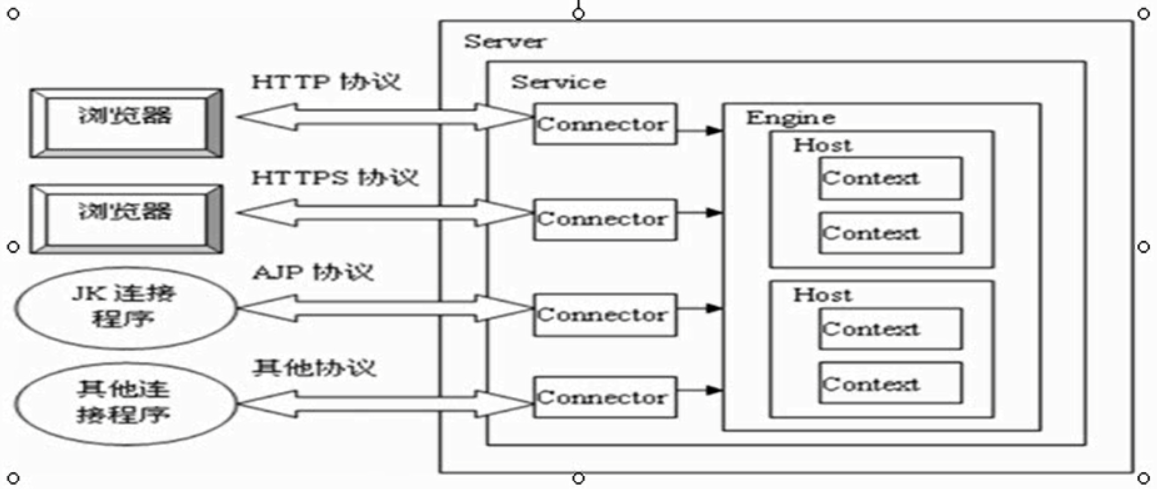 Server
HTTP 协议
Service
浏览器
Connector
Engine
Host
Context
HTTPS 协议
浏览器
Connector
Context
AJP 协议
JK 连接
程序
Connector
Host
Context
其他协议
其他连
接程序
Connector
Context